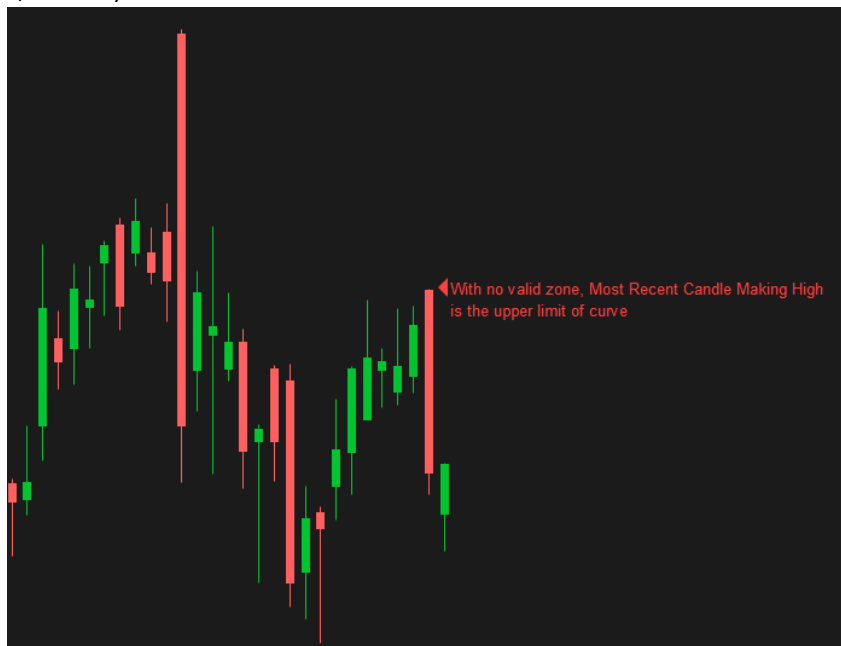 With no valid zone, Most Recent Candle Making High
is the upper limit of curve